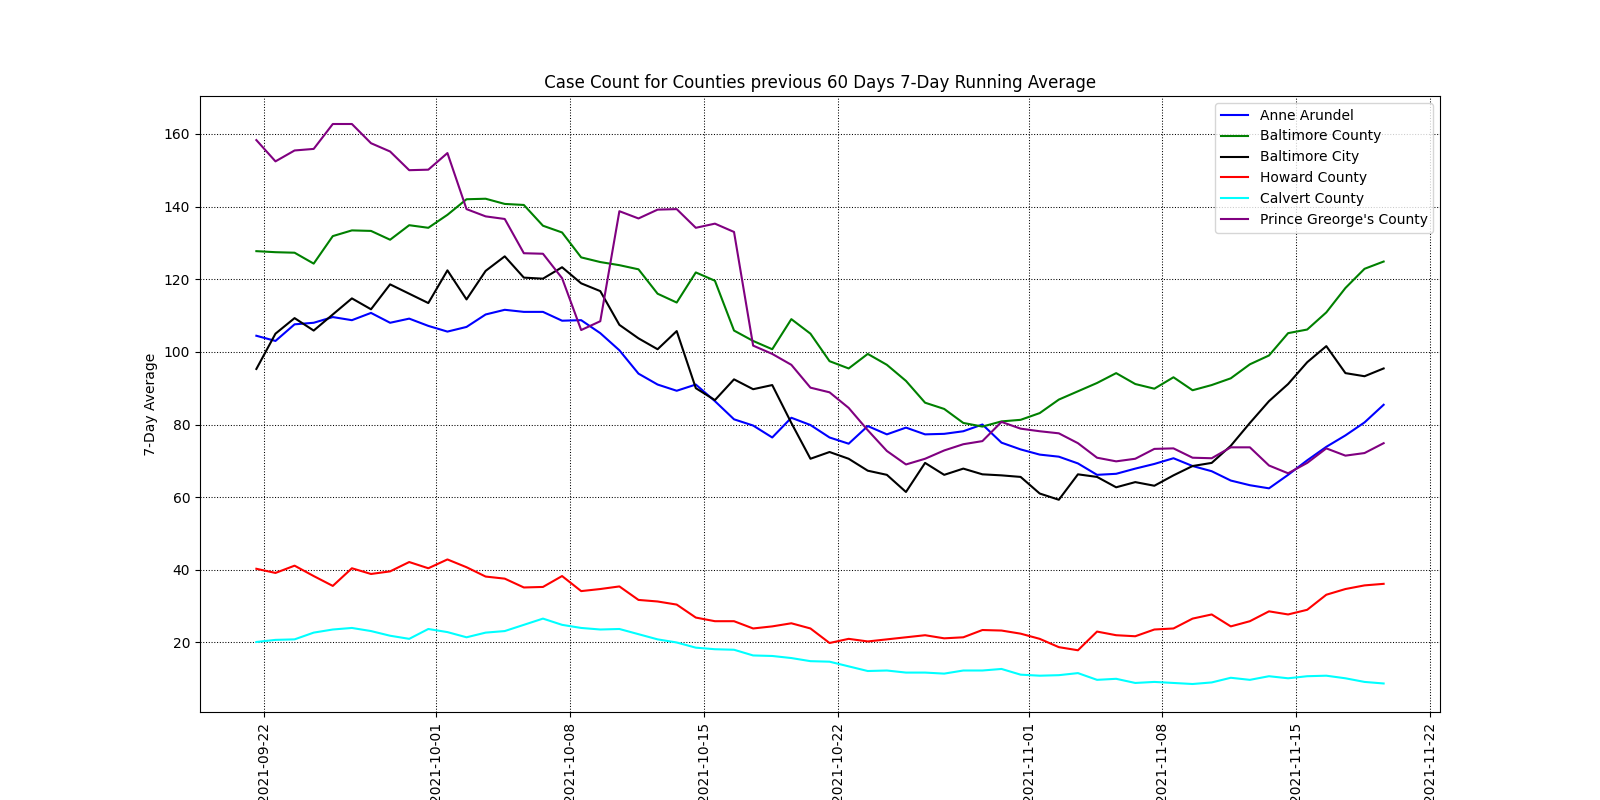 Case Count for Counties previous 60 Days 7-Day Running Average
Anne Arundel
Baltimore County
Baltimore City
Howard County
Calvert County
Prince Greorge's County
7-Day Average
160
140
120
100
80
60
40
20
2021-09-22
2021-10-01
2021-10-08
2021-10-15
2021-10-22
2021-11-01
2021-11-08
2021-11-15
2021-11-22